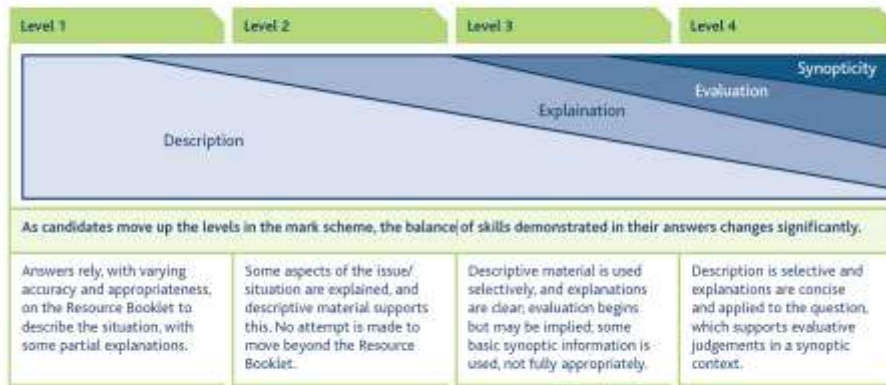 Level 1
Level 2
Level 3
Level 4
Synopticity
Evaluation
Explaination
Description
As candidates move up the levels in the mark scheme, the balance of skills demonstrated in their answers changes significantly.
Answers rely, with varying
accuracy and appropriateness,
on the Resource Booklet to
describe the situation, with
some partial explanations.
Some aspects of the issue/
situation are explained, and
descriptive material supports
this. No attempt is made to
move beyond the Resource
Booklet.
Descriptive material is used
selectively, and explanations
are clear; evaluation begins
but may be implied; some
basic synoptic information is
used, not fully appropriately.
Description is selective and
explanations are concise
and applied to the question,
which supports evaluative
judgements in a synoptic
context.